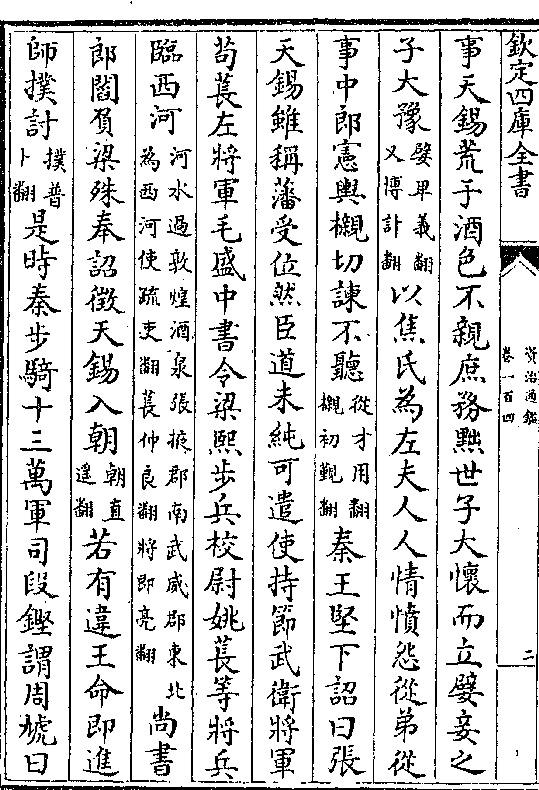 欽定四庫全書
資治通鑑
卷一百四
二
事天錫荒于酒色不親庶務黜世子大懷而立嬖妾之
子大豫嬖卑義翻又博計翻以焦氏為左夫人人情憤怨從弟從
事中郎憲輿櫬切諫不聽從才用翻櫬初覲翻秦王堅下詔曰張
天錫雖稱藩受位然臣道未純可遣使持節武衛將軍
茍萇左將軍毛盛中書令梁熙步兵校尉姚萇等將兵
臨西河河水過敦煌酒泉張掖郡南武威郡東北為西河使疏吏翻萇仲良翻將即亮翻尚書
郎閻負梁殊奉詔徵天錫入朝朝直遥翻若有違王命即進
師撲討撲普卜翻是時秦步騎十三萬軍司段鏗謂周虓曰